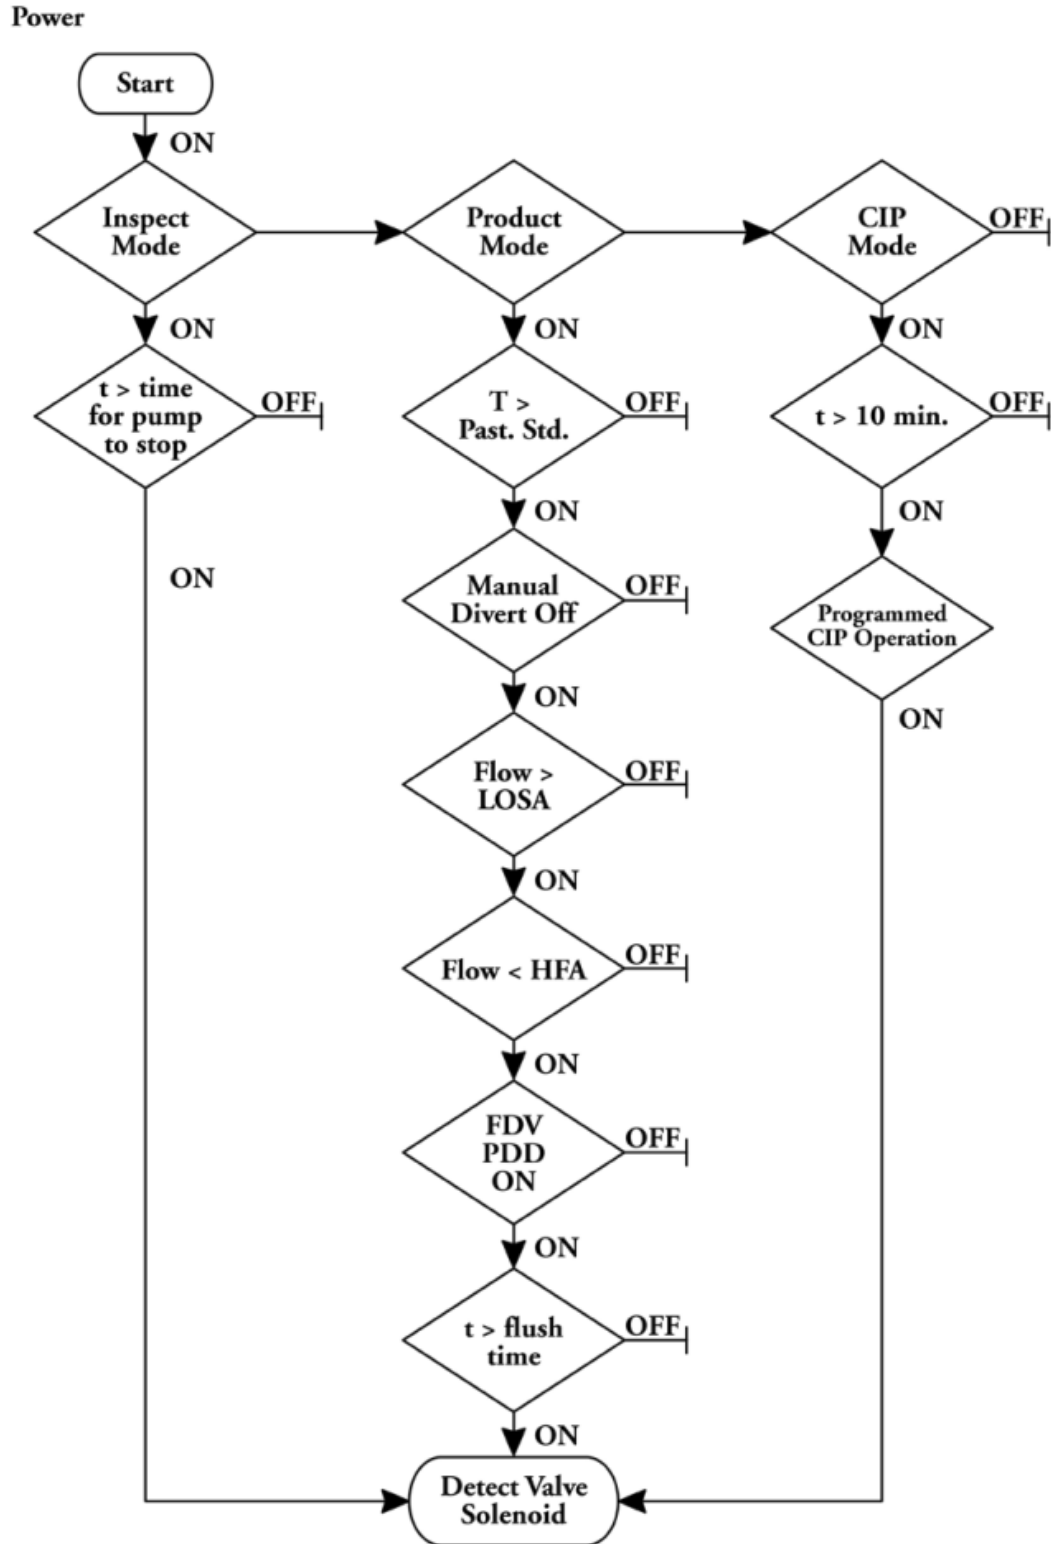 Power
Start
ON
Inspect
Mode
Product
Mode
CIP
Mode
OFF
ON
ON
ON
t > time
for pump
to stop
OFF
T >
Past. Std.
OFF
t > 10 min.
OFF
ON
ON
ON
Manual
Divert Off
OFF
Programmed
CIP Operation
ON
ON
Flow >
LOSA
OFF
ON
Flow < HFA
OFF
ON
FDV
PDD
ON
OFF
ON
t > flush
time
OFF
ON
Detect Valve
Solenoid